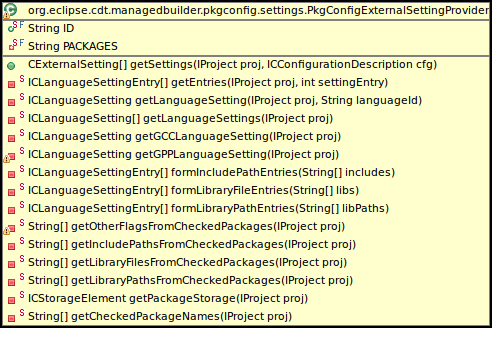 org.eclipse.cdt.managedbuilder.pkgconfig.settings.PkgConfigExternalSettingProvider
S F String ID
S F String PACKAGES
CExternalSetting[] getSettings(IProject proj, ICConfigurationDescription cfg)
S ICLanguageSettingEntry[] getEntries(IProject proj, int settingEntry)
S ICLanguageSetting getLanguageSetting(IProject proj, String languageId)
S ICLanguageSetting[] getLanguageSettings(IProject proj)
S ICLanguageSetting getGCCLanguageSetting(IProject proj)
S ICLanguageSetting getGPPLanguageSetting(IProject proj)
S ICLanguageSettingEntry[] formIncludePathEntries(String[] includes)
S ICLanguageSettingEntry[] formLibraryFileEntries(String[] libs)
S ICLanguageSettingEntry[] formLibraryPathEntries(String[] libPaths)
S String[] getOtherFlagsFromCheckedPackages(IProject proj)
S String[] getIncludePathsFromCheckedPackages(IProject proj)
S String[] getLibraryFilesFromCheckedPackages(IProject proj)
S String[] getLibraryPathsFromCheckedPackages(IProject proj)
S ICStorageElement getPackageStorage(IProject proj)
S String[] getCheckedPackageNames(IProject proj)